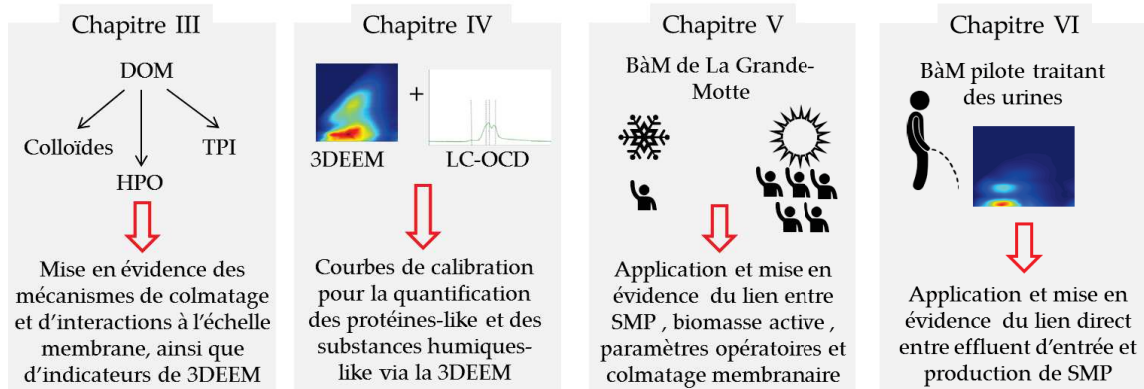 Chapitre III
DOM
Colloïdes
TPI
HPO
Mise en évidence des
mécanismes de colmatage
et d'interactions à l'échelle
membrane, ainsi que
d'indicateurs de 3DEEM
Chapitre IV
+
3DEEM
LC-OCD
Courbes de calibration
pour la quantification
des protéines-like et des
substances humiques-
like via la 3DEEM
Chapitre V
BàM de La Grande-
Motte
Application et mise en
évidence du lien entre
SMP , biomasse active ,
paramètres opératoires et
colmatage membranaire
Chapitre VI
BàM pilote traitant
des urines
Application et mise en
évidence du lien direct
entre effluent d'entrée et
production de SMP